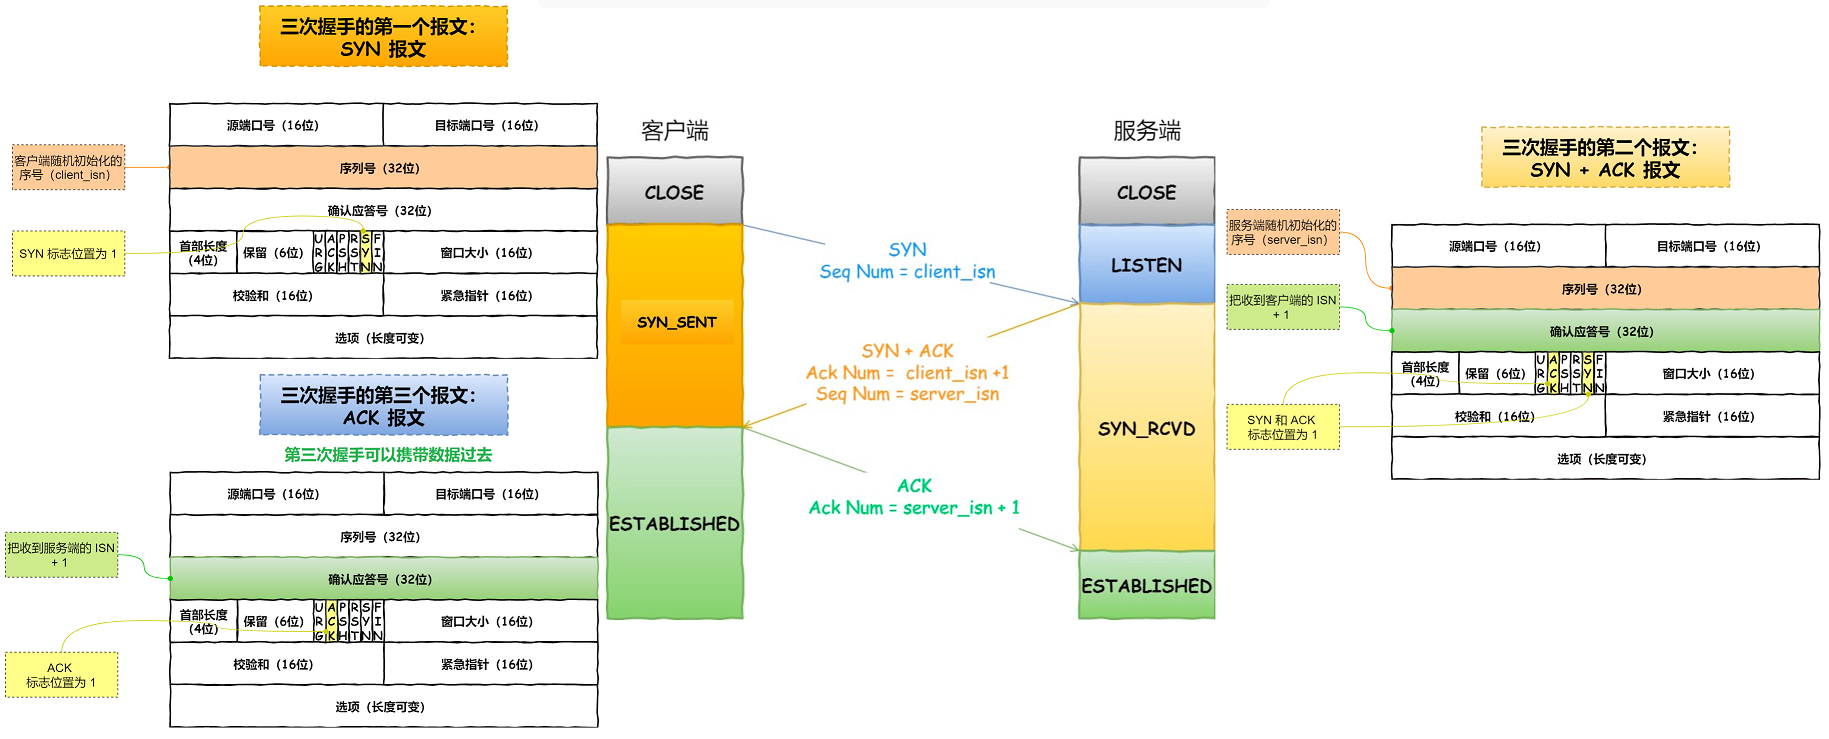 三次握手的第一个报文：
SYN 报文
源端口号（16位）
目标端口号（16位）
客户端随机初始化的
序号（client_isn）
序列号（32位）
确认应答号（32位）
SYN 标志位置为 1
首部长度
（4位）
保留（6位）
URG
ACK
PSH
RST
SYN
FIN
窗口大小（16位）
校验和（16位）
紧急指针（16位）
选项（长度可变）
三次握手的第三个报文：
ACK 报文
第三次握手可以携带数据过去
源端口号（16位）
目标端口号（16位）
序列号（32位）
把收到服务端的 ISN
+ 1
确认应答号（32位）
首部长度
（4位）
保留（6位）
URG
ACK
PSH
RST
SYN
FIN
窗口大小（16位）
ACK
标志位置为 1
校验和（16位）
紧急指针（16位）
选项（长度可变）
客户端
CLOSE
SYN_SENT
ESTABLISHED
SYN
Seq Num = client_isn
SYN + ACK
Ack Num = client_isn +1
Seq Num = server_isn
ACK
Ack Num = server_isn + 1
服务端
CLOSE
LISTEN
SYN_RCVD
ESTABLISHED
三次握手的第二个报文：
SYN + ACK 报文
服务端随机初始化的
序号（server_isn）
源端口号（16位）
目标端口号（16位）
序列号（32位）
把收到客户端的 ISN
+ 1
确认应答号（32位）
首部长度
（4位）
保留（6位）
URG
ACK
PSH
RST
SYN
FIN
窗口大小（16位）
SYN 和 ACK
标志位置为 1
校验和（16位）
紧急指针（16位）
选项（长度可变）